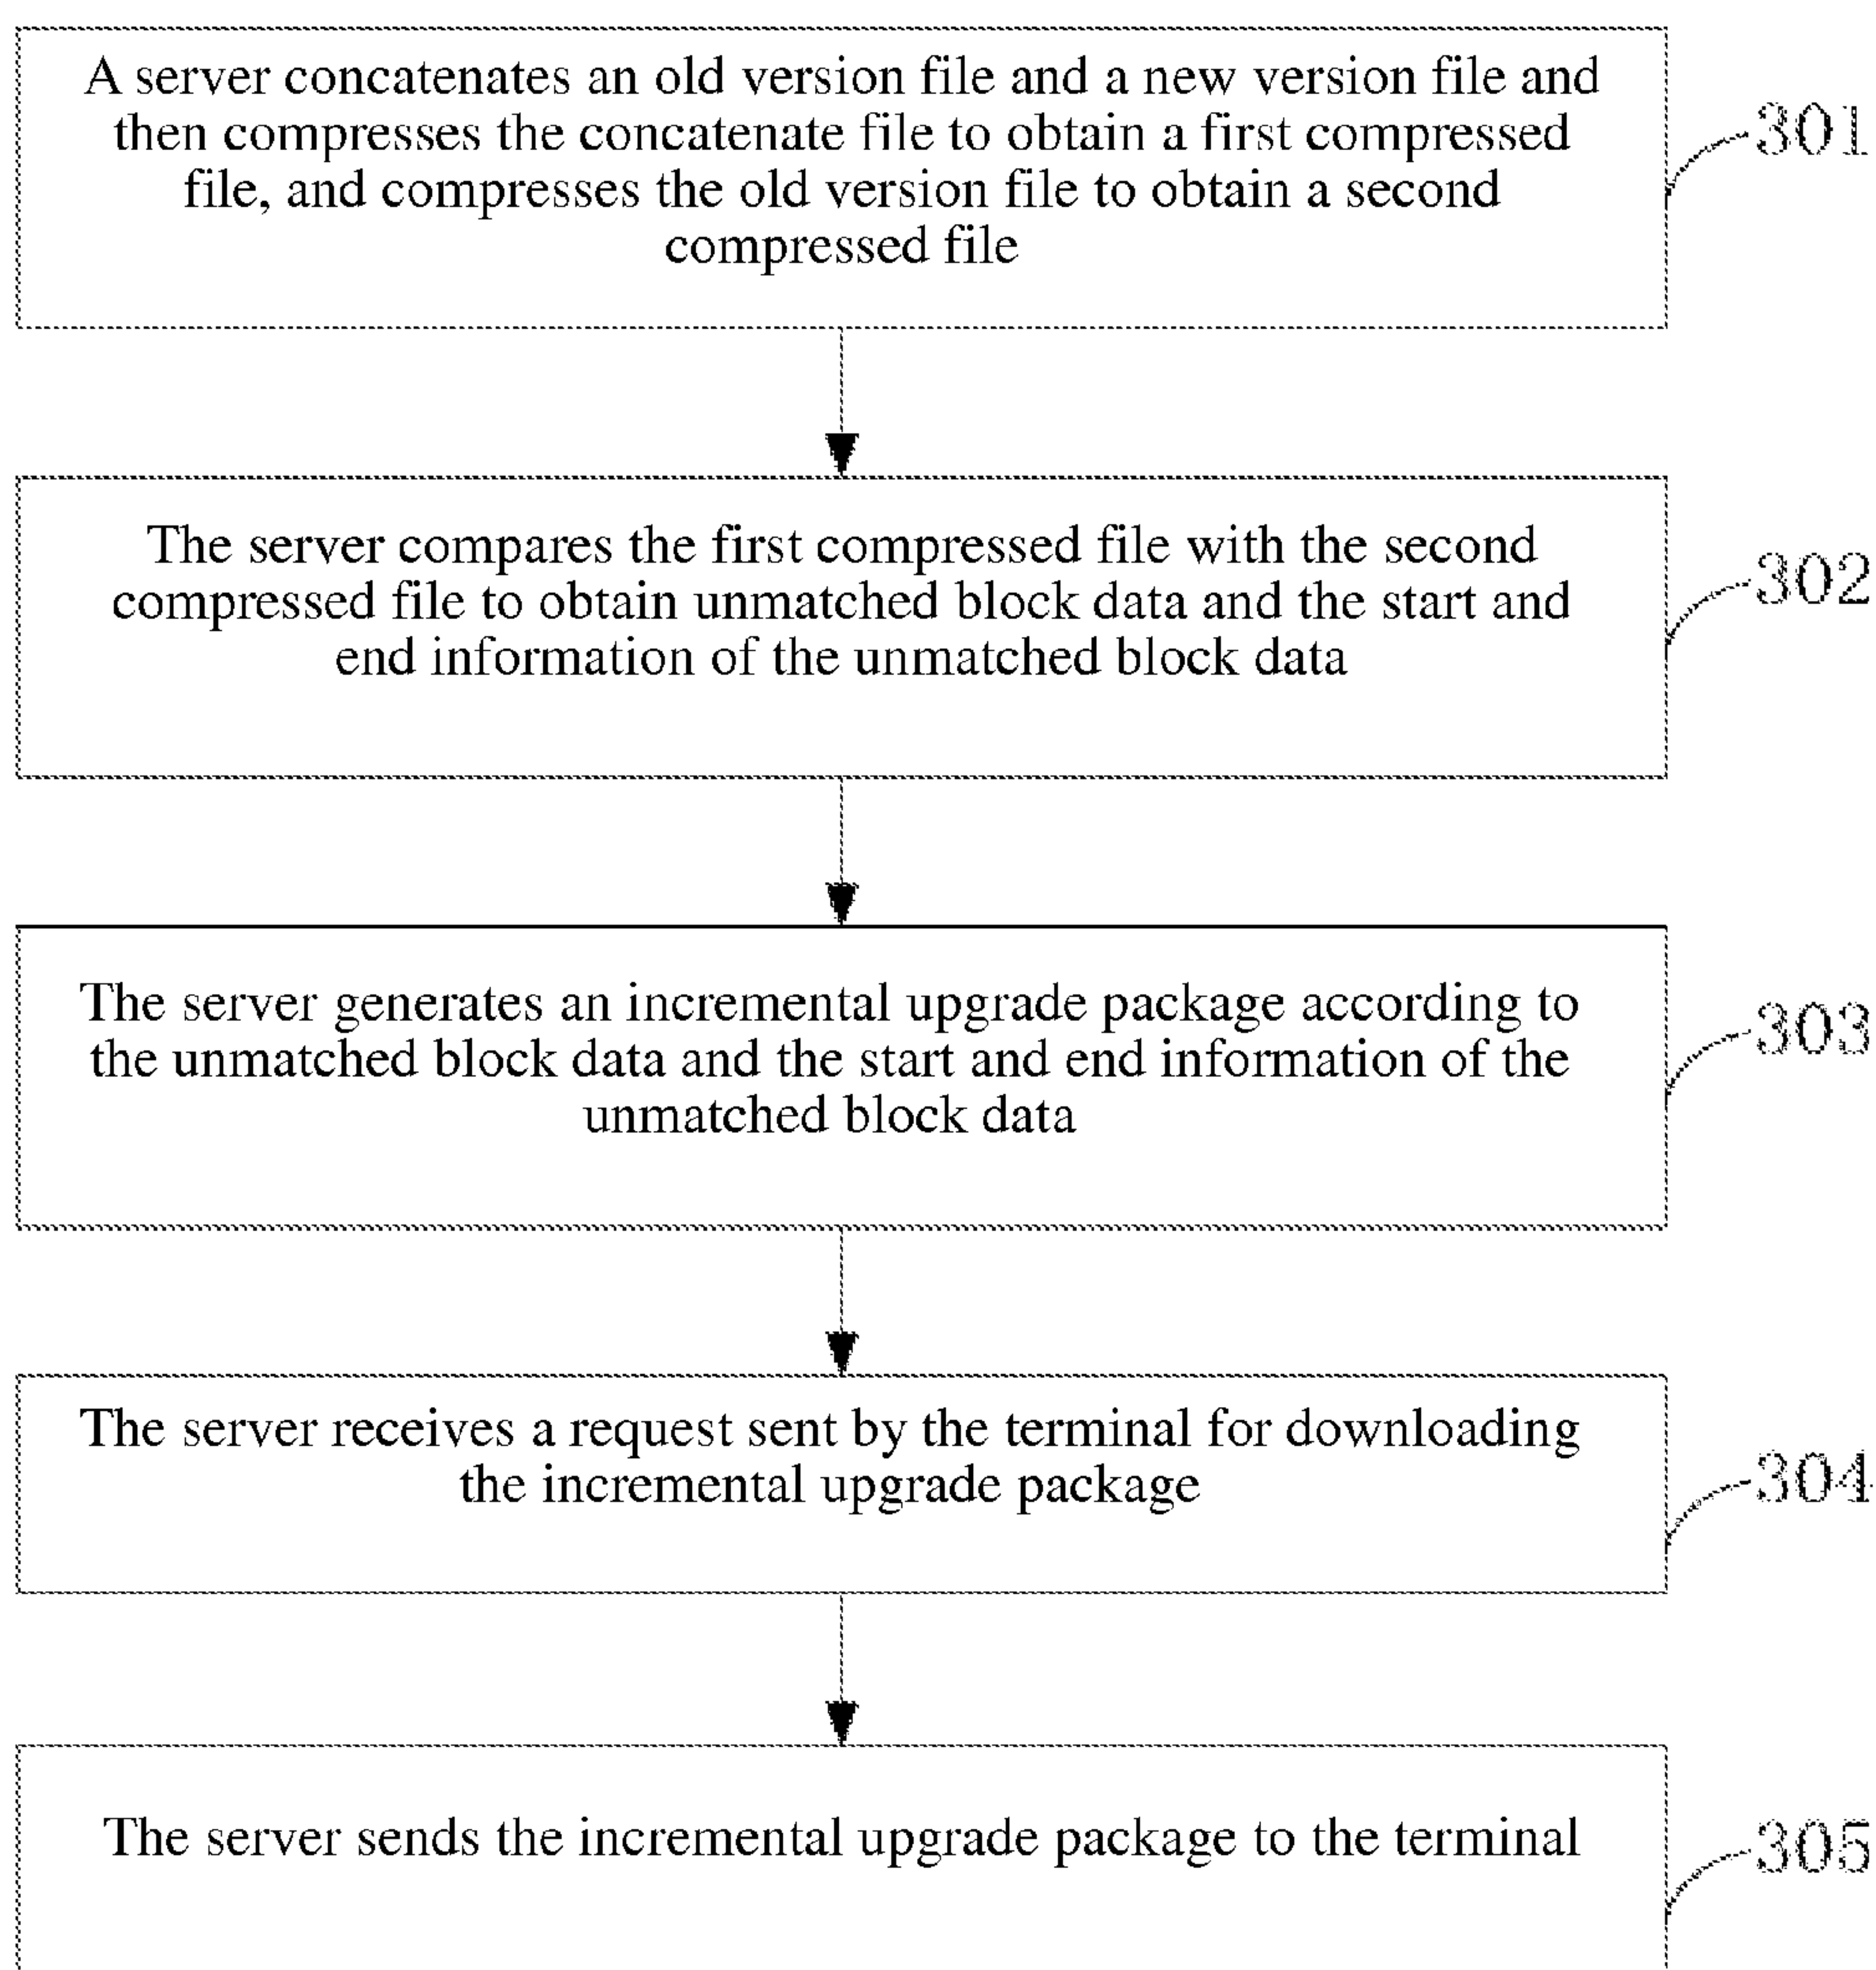 A server concatenates an old version file and a new version file and
then compresses the concatenate file to obtain a first compressed
file, and compresses the old version file to obtain a second
compressed file
301
The server compares the first compressed file with the second
compressed file to obtain unmatched block data and the start and
end information of the unmatched block data
302
The server generates an incremental upgrade package according to
the unmatched block data and the start and end information of the
unmatched block data
303
The server receives a request sent by the terminal for downloading
the incremental upgrade package
304
The server sends the incremental upgrade package to the terminal
305